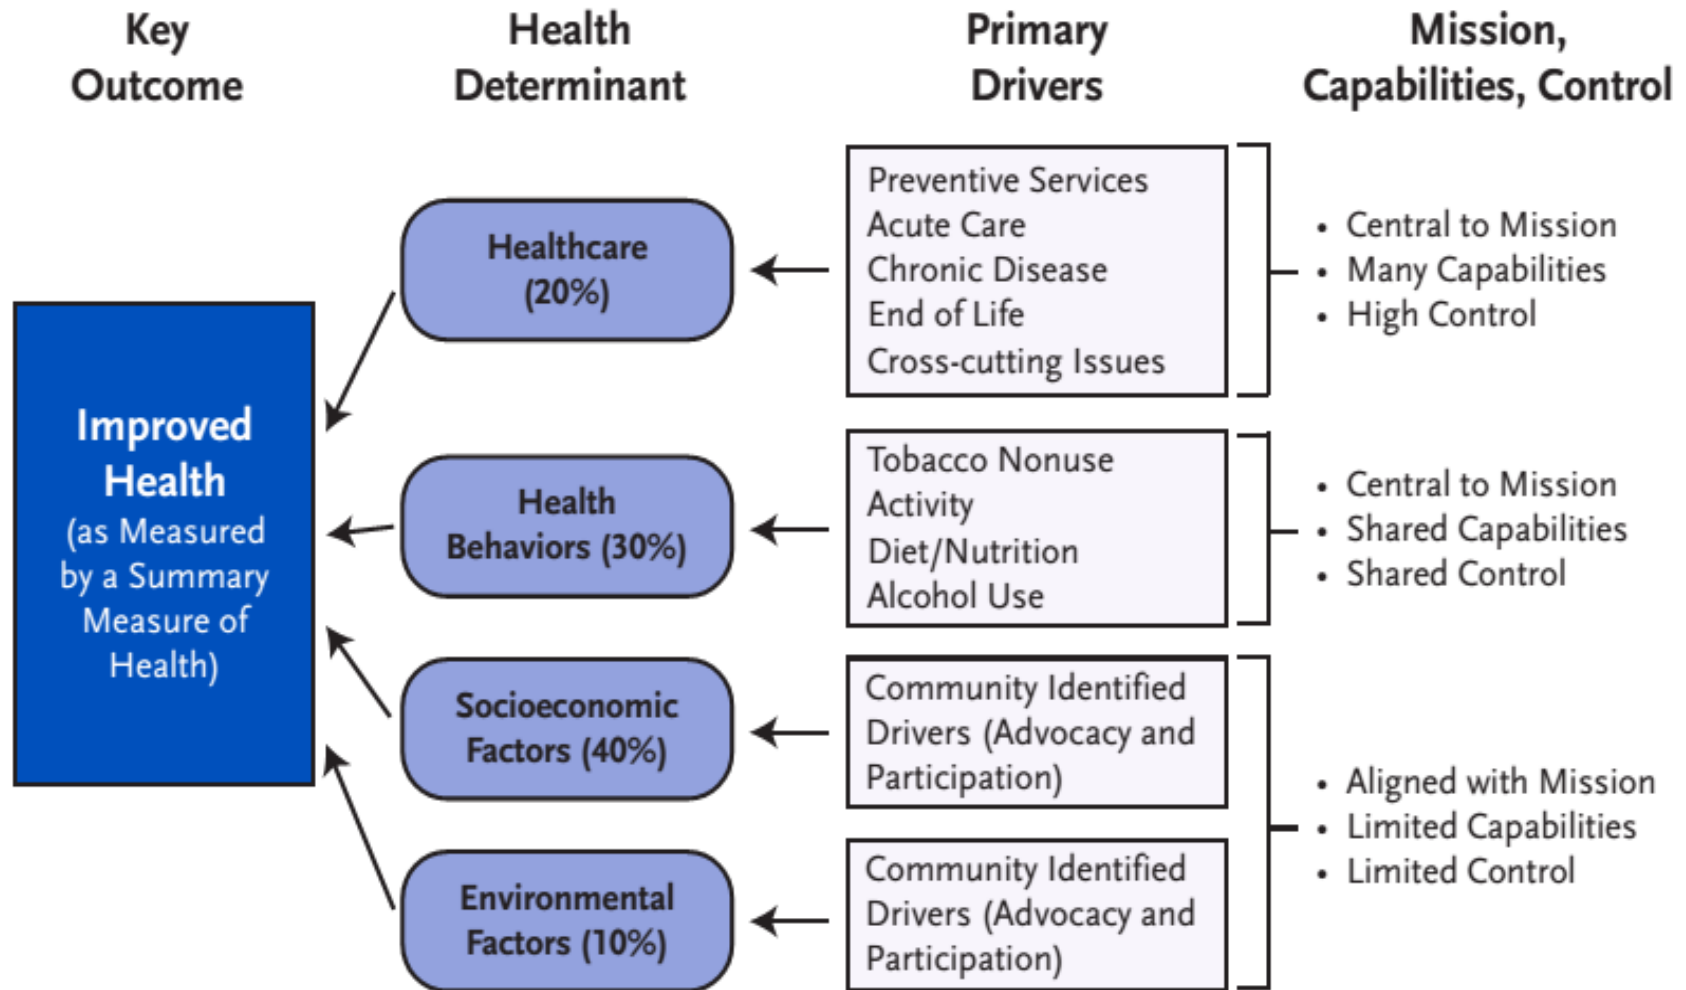 Key
Outcome
Health
Determinant
Primary
Drivers
Mission,
Capabilities, Control
Improved
Health
(as Measured
by a Summary
Measure of
Health)
Healthcare
(20%)
Preventive Services
Acute Care
Chronic Disease
End of Life
Cross-cutting Issues
• Central to Mission
• Many Capabilities
• High Control
Health
Behaviors (30%)
Tobacco Nonuse
Activity
Diet/Nutrition
Alcohol Use
• Central to Mission
• Shared Capabilities
• Shared Control
Socioeconomic
Factors (40%)
Community Identified
Drivers (Advocacy and
Participation)
Environmental
Factors (10%)
Community Identified
Drivers (Advocacy and
Participation)
• Aligned with Mission
• Limited Capabilities
• Limited Control